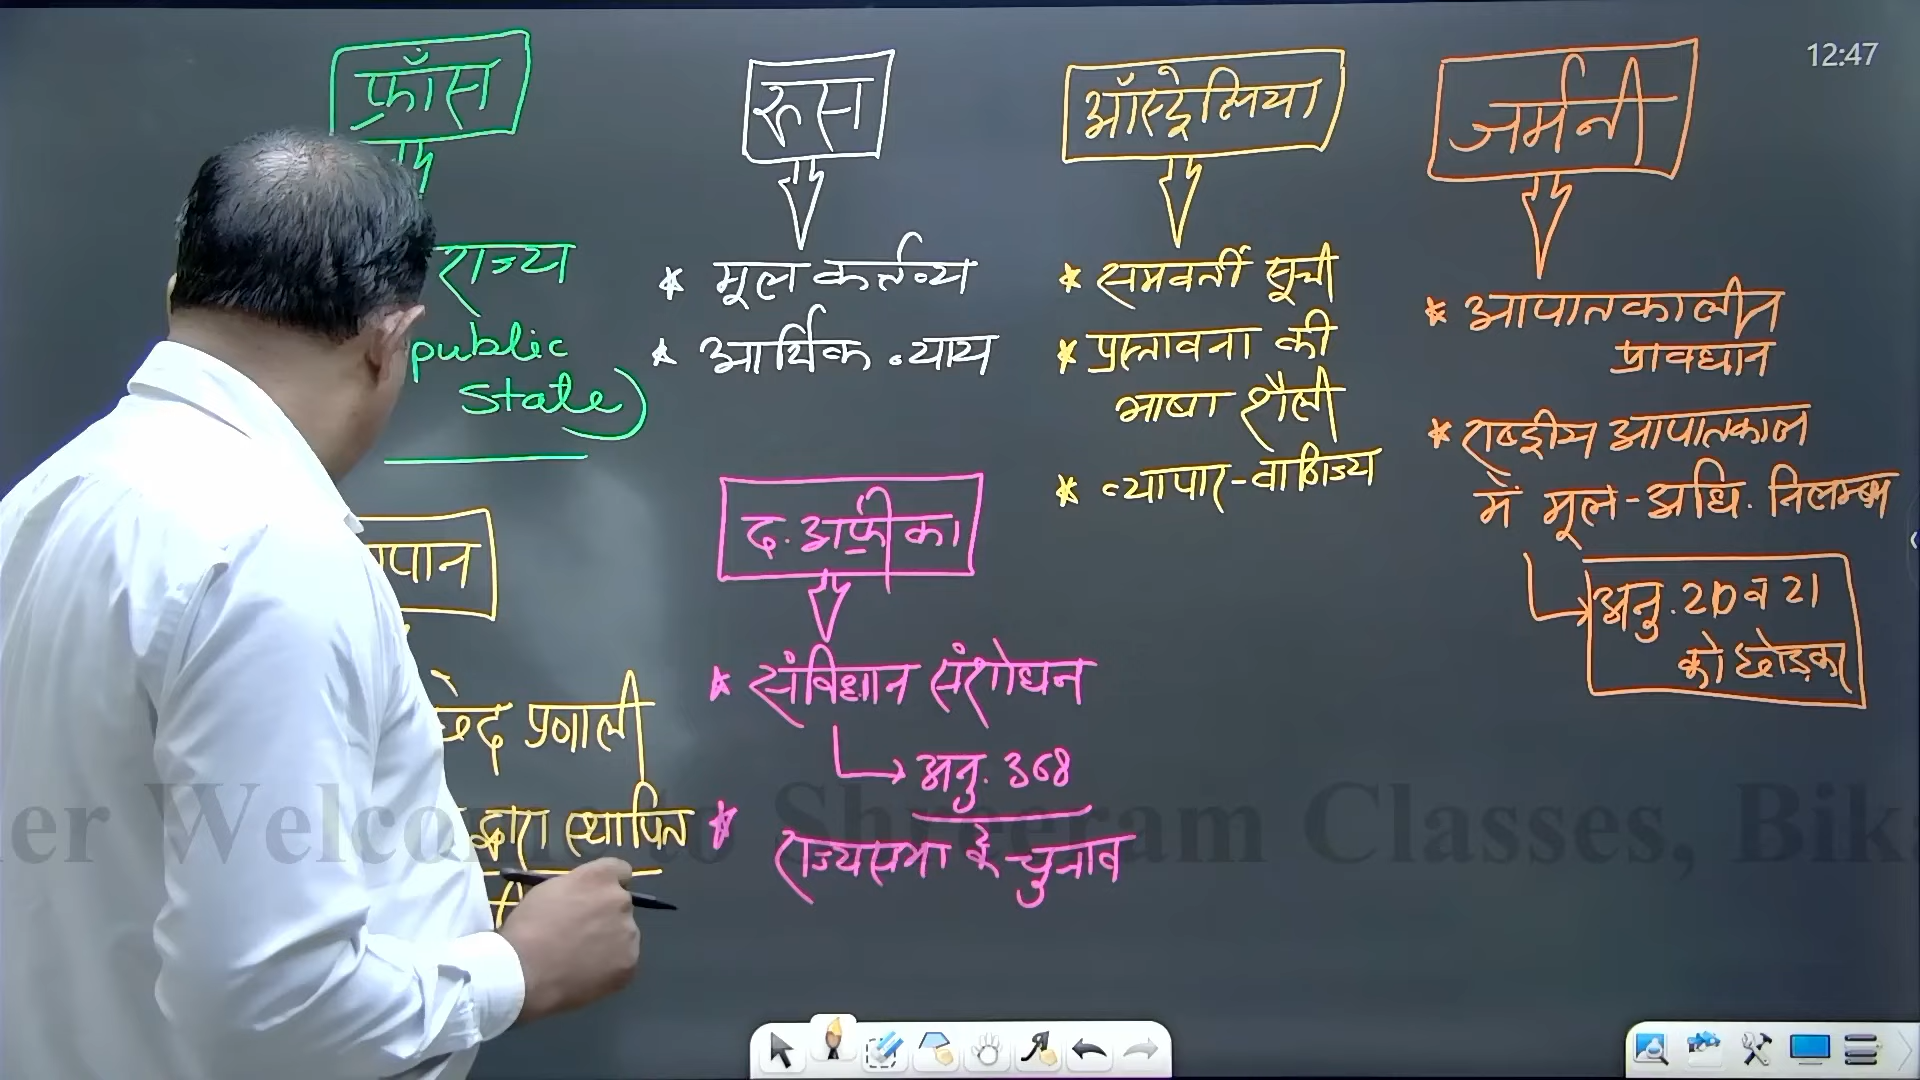 12:47
फ्राँस
राज्य
public
State)
रूस
* मूल कर्तव्य
* आर्थिक न्याय
ऑस्ट्रेलिया
* समवर्ती सूची
* प्रस्तावना की
भाषा शैली
* व्यापार-वाणिज्य
जर्मनी
* आपातकालीन
प्रावधान
* राष्ट्रीय आपातकाल
में मूल-अधि. निलम्बन
अनु. 20 व 21
को छोड़कर
पान
छेद प्रणाली
द्वारा स्थापित
द. अफ्रीका
* संविधान संशोधन
अनु. 368
* राज्यसभा के चुनाव
er Welcome to Shreeram Classes, Bik